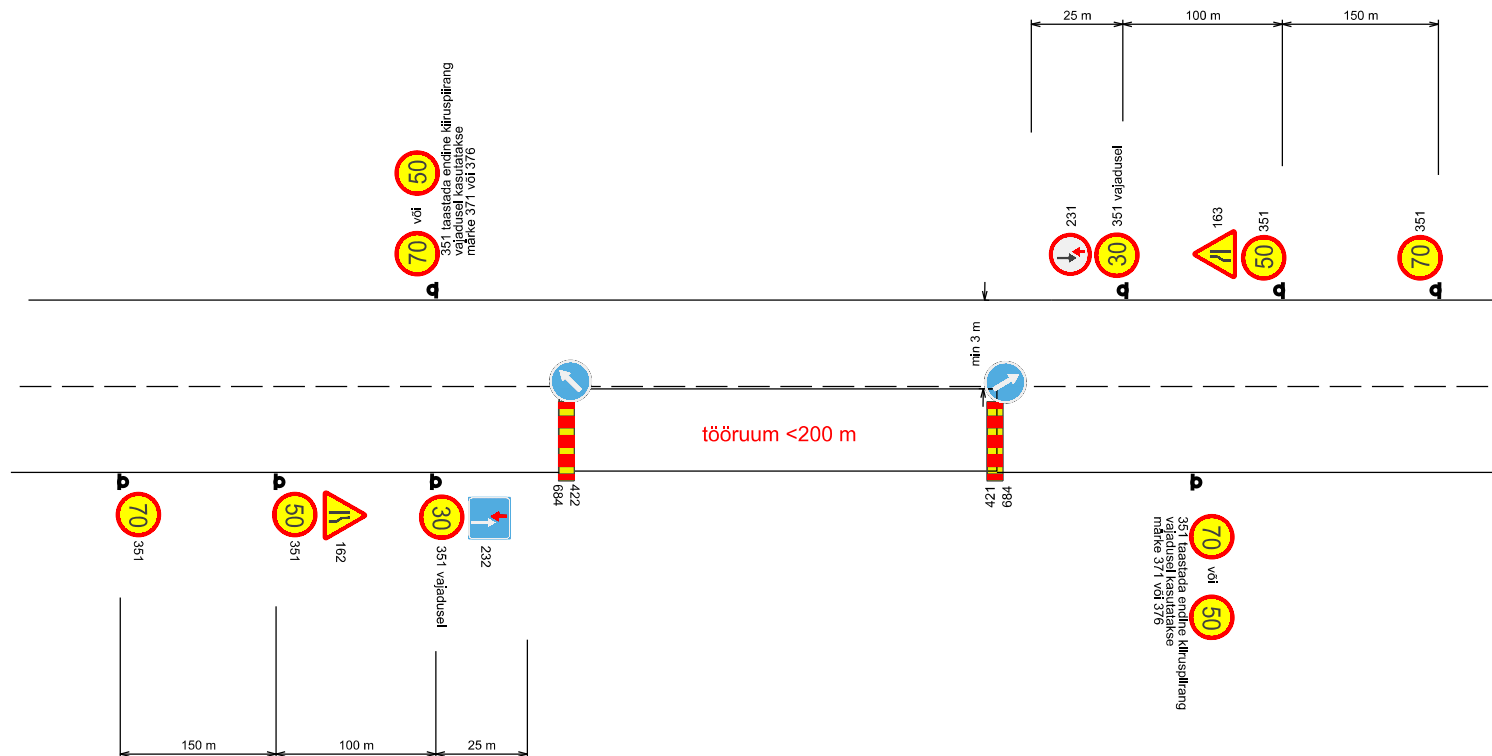 25 m
100 m
150 m
50
või
70
351 taastada endine kiiruspiirang
vajadusel kasutatakse
märke 371 või 376
231
30
351 vajadusel
163
50
351
70
351
min 3 m
tööruum <200 m
684
422
421
684
70
351
50
351
162
30
351 vajadusel
232
70
või
50
351 taastada endine kiiruspiirang
vajadusel kasutatakse
märke 371 või 376
150 m
100 m
25 m